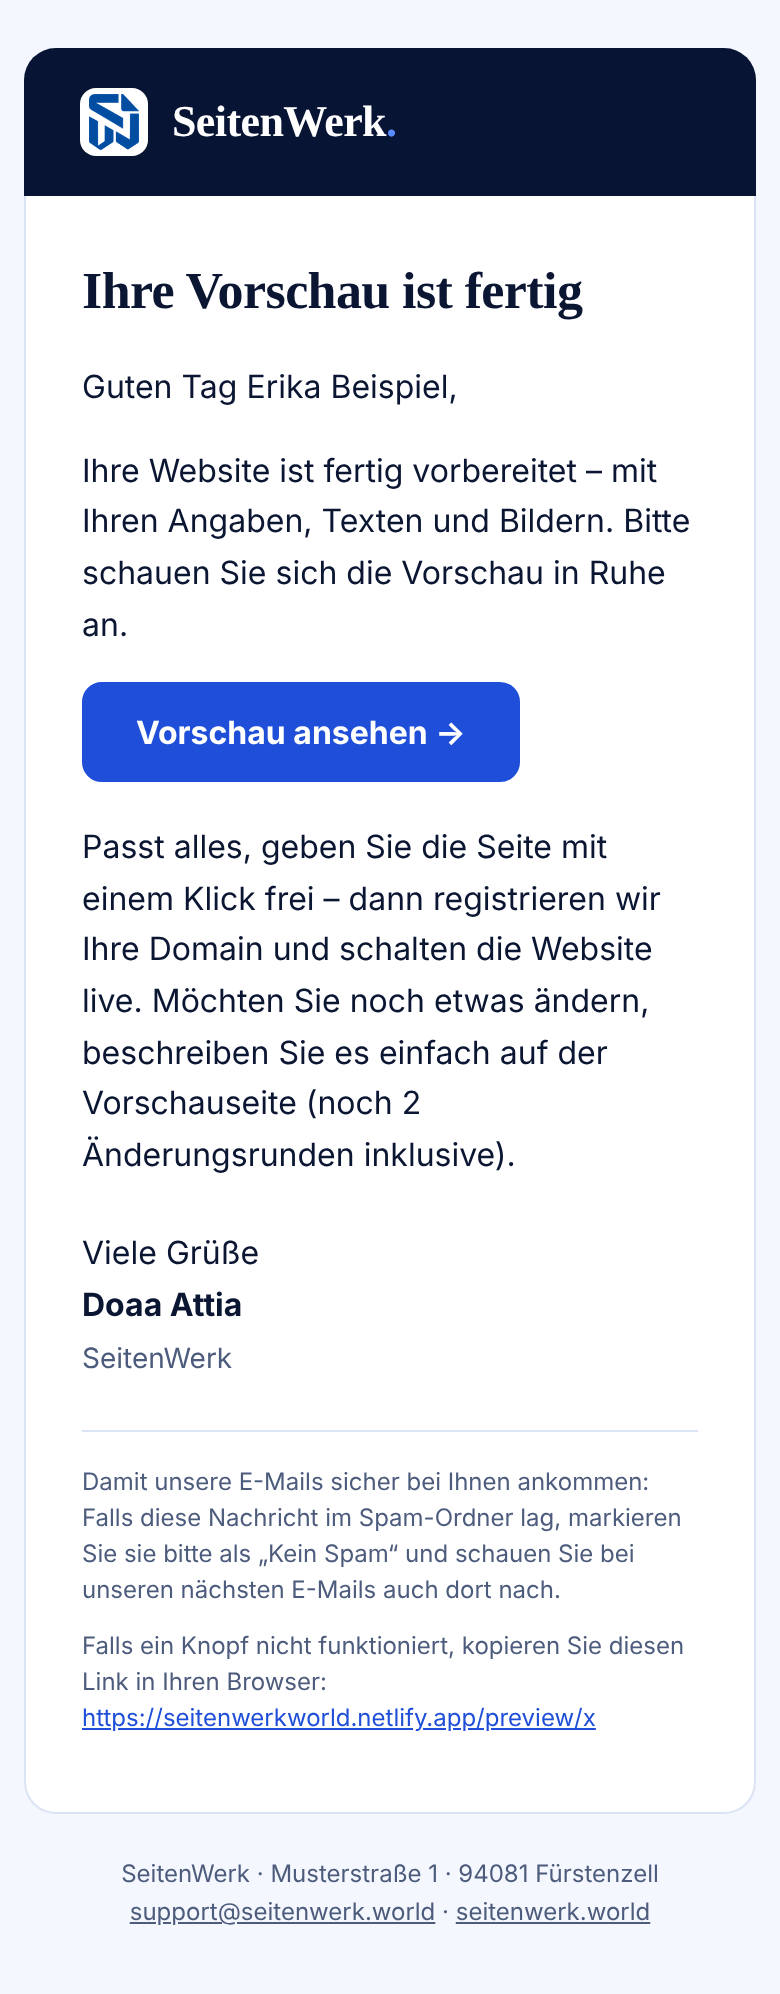 SeitenWerk.
Ihre Vorschau ist fertig
Guten Tag Erika Beispiel,
Ihre Website ist fertig vorbereitet – mit
Ihren Angaben, Texten und Bildern. Bitte
schauen Sie sich die Vorschau in Ruhe
an.
Vorschau ansehen →
Passt alles, geben Sie die Seite mit
einem Klick frei – dann registrieren wir
Ihre Domain und schalten die Website
live. Möchten Sie noch etwas ändern,
beschreiben Sie es einfach auf der
Vorschauseite (noch 2
Änderungsrunden inklusive).
Viele Grüße
Doaa Attia
SeitenWerk
Damit unsere E-Mails sicher bei Ihnen ankommen:
Falls diese Nachricht im Spam-Ordner lag, markieren
Sie sie bitte als „Kein Spam“ und schauen Sie bei
unseren nächsten E-Mails auch dort nach.
Falls ein Knopf nicht funktioniert, kopieren Sie diesen
Link in Ihren Browser:
https://seitenwerkworld.netlify.app/preview/x
SeitenWerk · Musterstraße 1 · 94081 Fürstenzell
support@seitenwerk.world · seitenwerk.world